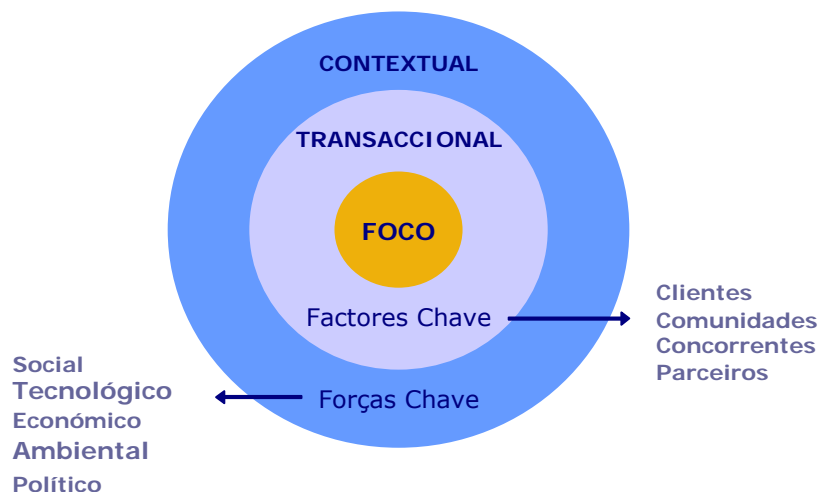 CONTEXTUAL
TRANSACCIONAL
FOCO
Factores Chave
Clientes
Comunidades
Concorrentes
Parceiros
Forças Chave
Social
Tecnológico
Económico
Ambiental
Político